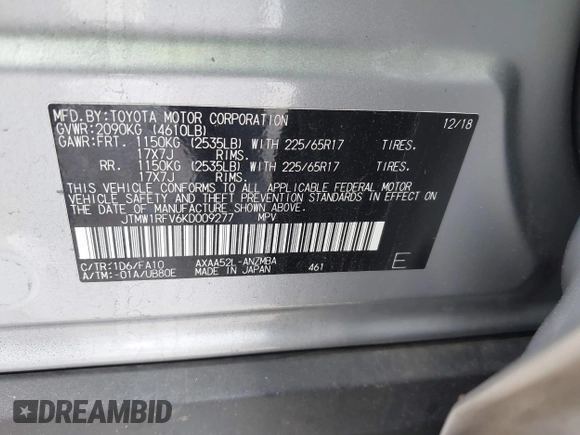 MFD.BY:TOYOTA MOTOR CORPORATION 12/18
GVWR:2090KG (4610LB)
GAWR:FRT. 1150KG (2535LB) WITH 225/65R17 TIRES.
17X7J RIMS.
RR. 1150KG (2535LB) WITH 225/65R17 TIRES.
17X7J RIMS.
THIS VEHICLE CONFORMS TO ALL APPLICABLE FEDERAL MOTOR
VEHICLE SAFETY AND THEFT PREVENTION STANDARDS IN EFFECT ON
THE DATE OF MANUFACTURE SHOWN ABOVE.
JTMW1RFV6KD009277 MPV
C/TR:1D6/FA10 AXAA52L-ANZMBA
A/TM:-01A/UB80E MADE IN JAPAN 461 E
DREAMBID